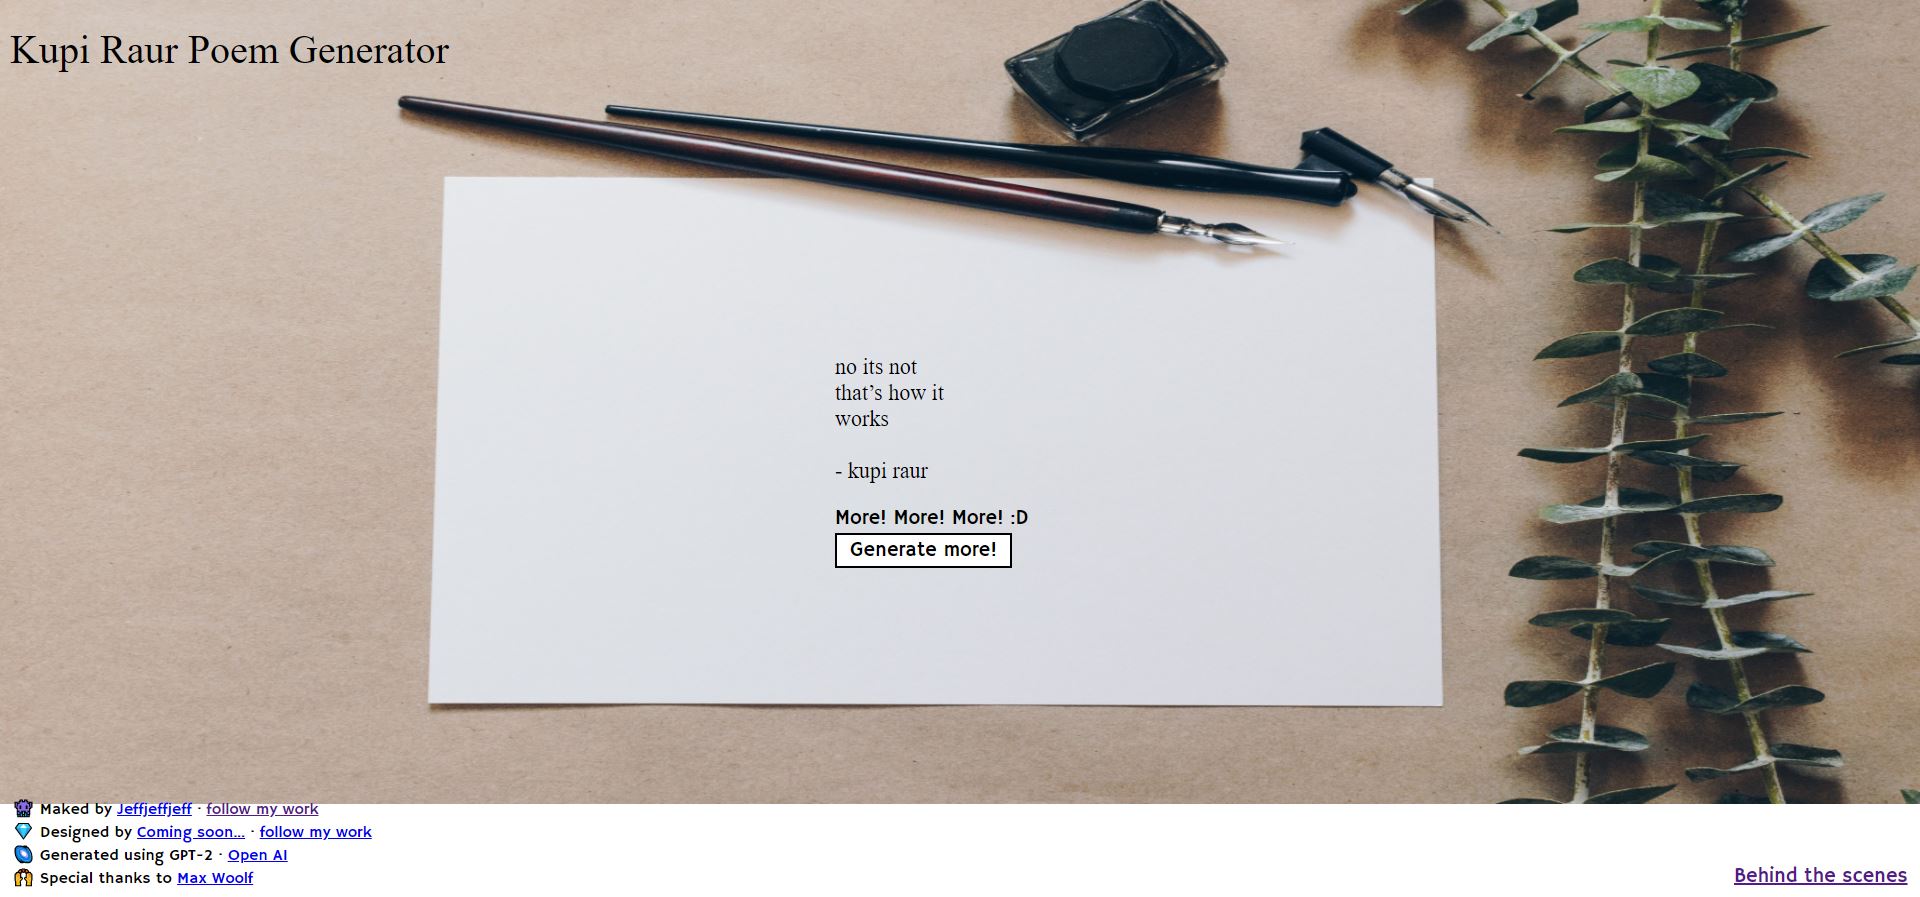 Kupi Raur Poem Generator
no its not
that’s how it
works
- kupi raur
More! More! More! :D
Generate more!
Maked by Jeffjeffjeff · follow my work
Designed by Coming soon... · follow my work
Generated using GPT-2 · Open AI
Special thanks to Max Woolf
Behind the scenes